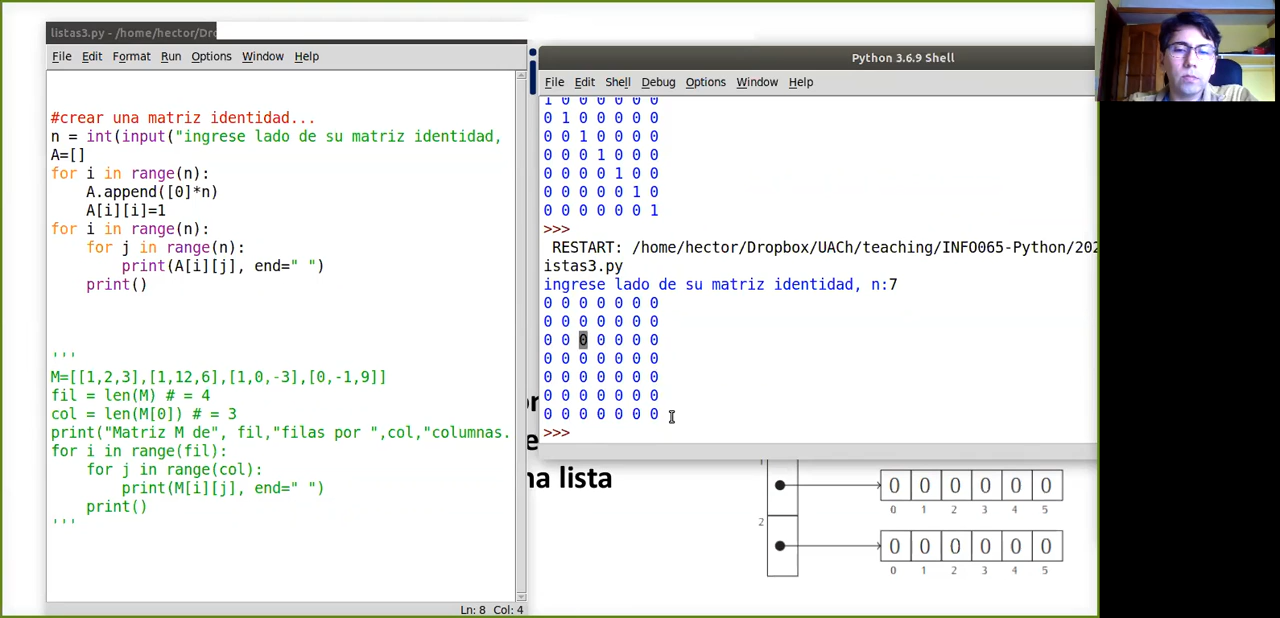 listas3.py - /home/hector/Dro
File Edit Format Run Options Window Help
#crear una matriz identidad...
n = int(input("ingrese lado de su matriz identidad,
A=[]
for i in range(n):
    A.append([0]*n)
    A[i][i]=1
for i in range(n):
    for j in range(n):
        print(A[i][j], end=" ")
    print()
'''
M=[[1,2,3],[1,12,6],[1,0,-3],[0,-1,9]]
fil = len(M) # = 4
col = len(M[0]) # = 3
print("Matriz M de", fil,"filas por ",col,"columnas.
for i in range(fil):
    for j in range(col):
        print(M[i][j], end=" ")
    print()
'''
Ln: 8 Col: 4
Python 3.6.9 Shell
File Edit Shell Debug Options Window Help
1 0 0 0 0 0 0
0 1 0 0 0 0 0
0 0 1 0 0 0 0
0 0 0 1 0 0 0
0 0 0 0 1 0 0
0 0 0 0 0 1 0
0 0 0 0 0 0 1
>>>
RESTART: /home/hector/Dropbox/UACh/teaching/INFO065-Python/202
istas3.py
ingrese lado de su matriz identidad, n:7
0 0 0 0 0 0 0
0 0 0 0 0 0 0
0 0 0 0 0 0 0
0 0 0 0 0 0 0
0 0 0 0 0 0 0
0 0 0 0 0 0 0
0 0 0 0 0 0 0
>>>
na lista
0 0 0 0 0 0
0 1 2 3 4 5
2
0 0 0 0 0 0
0 1 2 3 4 5